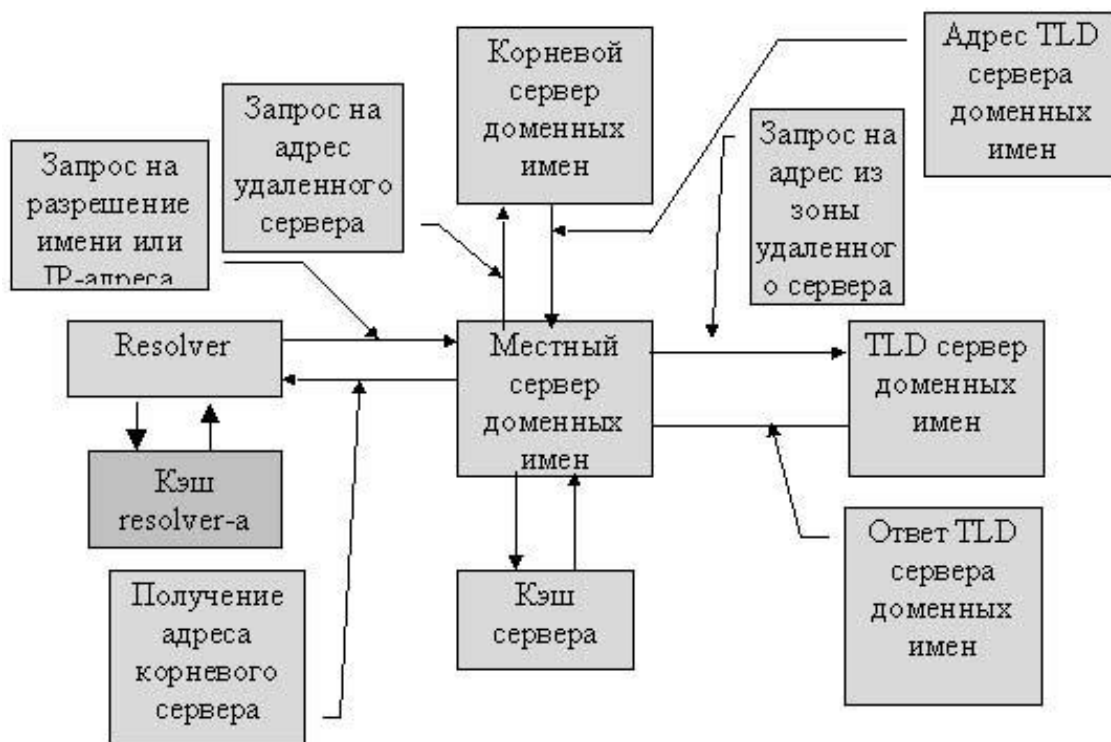 Корневой
сервер
доменных
имен
Адрес TLD
сервера
доменных
имен
Запрос на
адрес
удаленного
сервера
Запрос на
адрес из
зоны
удаленног
о сервера
Запрос на
разрешение
имени или
IP-адреса
Resolver
Местный
сервер
доменных
имен
TLD сервер
доменных
имен
Кэш
resolver-а
Ответ TLD
сервера
доменных
имен
Получение
адреса
корневого
сервера
Кэш
сервера